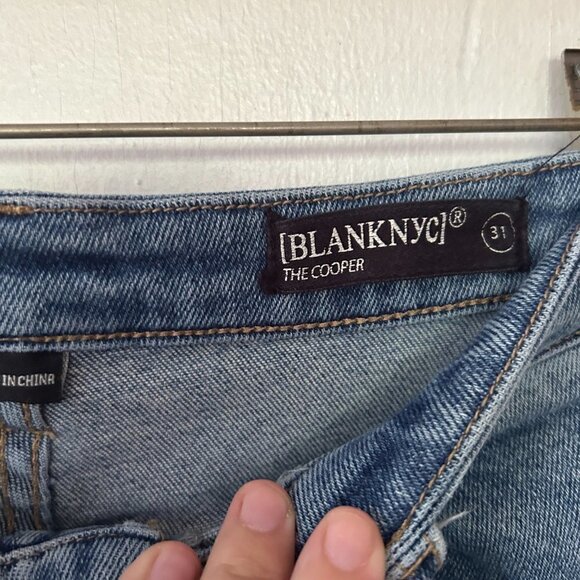 [BLANKNYC]®
THE COOPER
31
IN CHINA